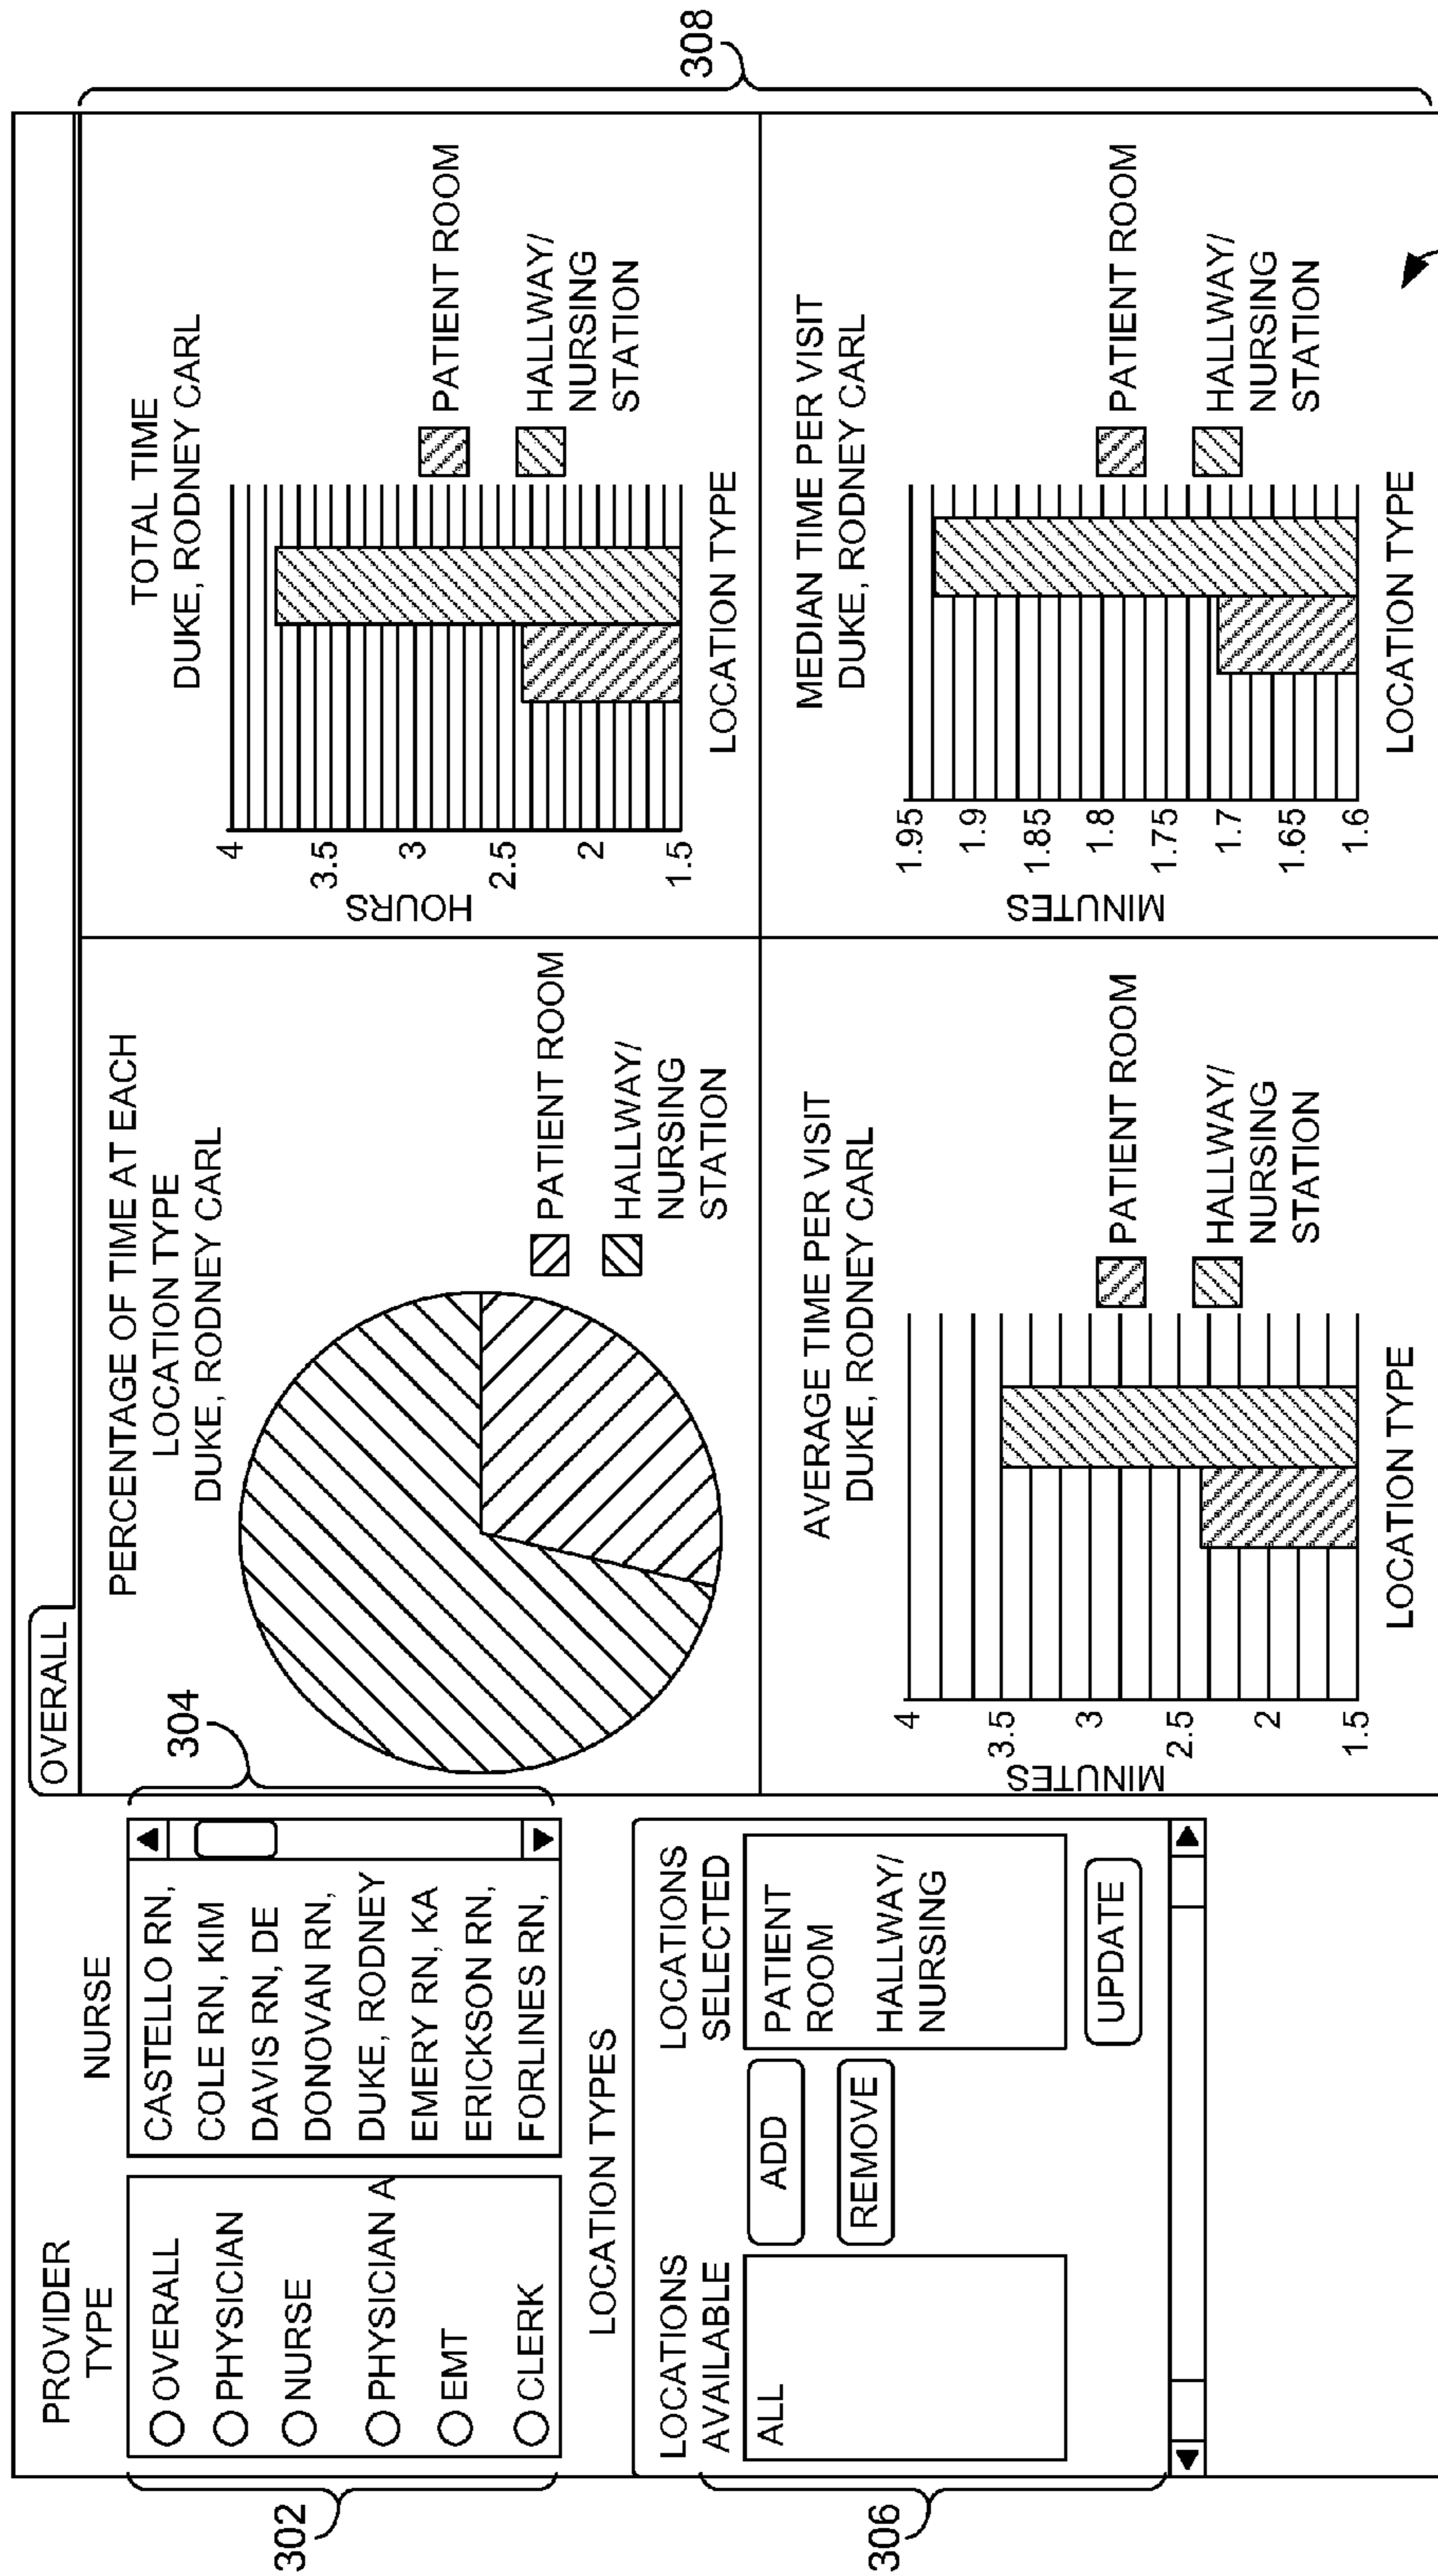 PROVIDER
TYPE
OVERALL
PHYSICIAN
NURSE
PHYSICIAN A
EMT
CLERK
302
NURSE
CASTELLO RN,
COLE RN, KIM
DAVIS RN, DE
DONOVAN RN,
DUKE, RODNEY
EMERY RN, KA
ERICKSON RN,
FORLINES RN,
304
LOCATION TYPES
LOCATIONS
AVAILABLE
ALL
ADD
REMOVE
LOCATIONS
SELECTED
PATIENT
ROOM
HALLWAY/
NURSING
UPDATE
306
OVERALL
PERCENTAGE OF TIME AT EACH
LOCATION TYPE
DUKE, RODNEY CARL
PATIENT ROOM
HALLWAY/
NURSING
STATION
TOTAL TIME
DUKE, RODNEY CARL
HOURS
4
3.5
3
2.5
2
1.5
LOCATION TYPE
PATIENT ROOM
HALLWAY/
NURSING
STATION
AVERAGE TIME PER VISIT
DUKE, RODNEY CARL
MINUTES
4
3.5
3
2.5
2
1.5
LOCATION TYPE
PATIENT ROOM
HALLWAY/
NURSING
STATION
MEDIAN TIME PER VISIT
DUKE, RODNEY CARL
MINUTES
1.95
1.9
1.85
1.8
1.75
1.7
1.65
1.6
LOCATION TYPE
PATIENT ROOM
HALLWAY/
NURSING
STATION
308